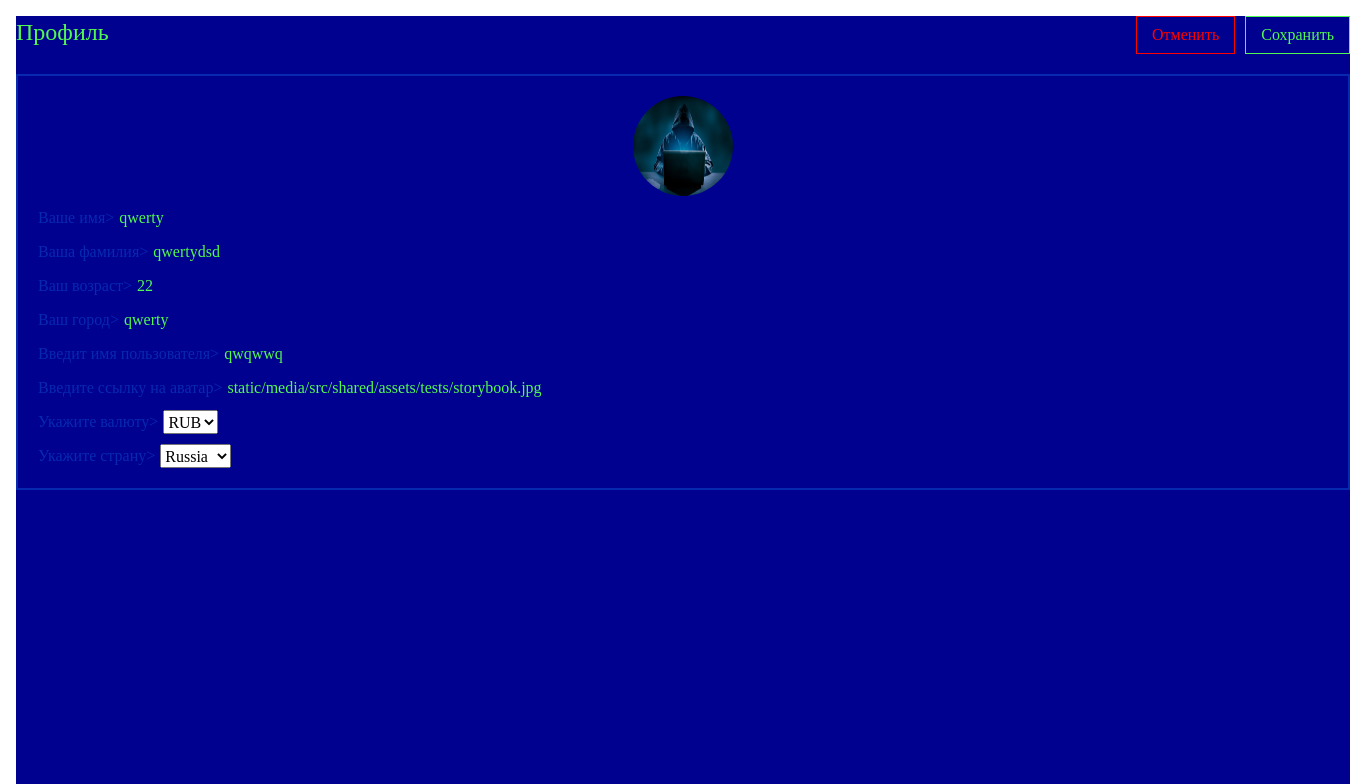 Профиль
Отменить
Сохранить
Ваше имя> qwerty
Ваша фамилия> qwertydsd
Ваш возраст> 22
Ваш город> qwerty
Введит имя пользователя> qwqwwq
Введите ссылку на аватар> static/media/src/shared/assets/tests/storybook.jpg
Укажите валюту> RUB
Укажите страну> Russia